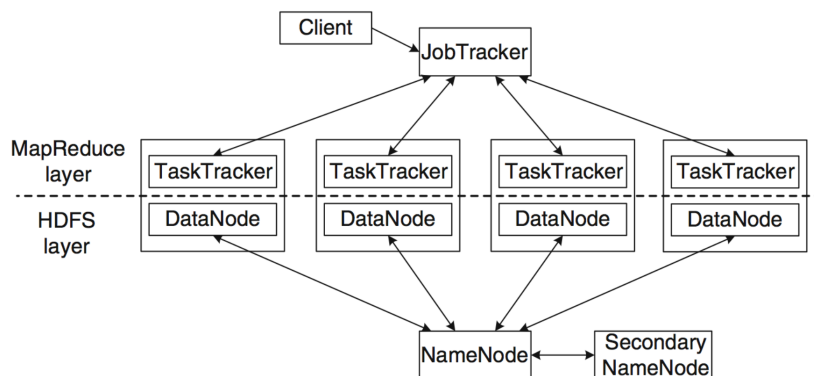 Client
JobTracker
MapReduce
layer
TaskTracker
TaskTracker
TaskTracker
TaskTracker
HDFS
layer
DataNode
DataNode
DataNode
DataNode
NameNode
Secondary
NameNode